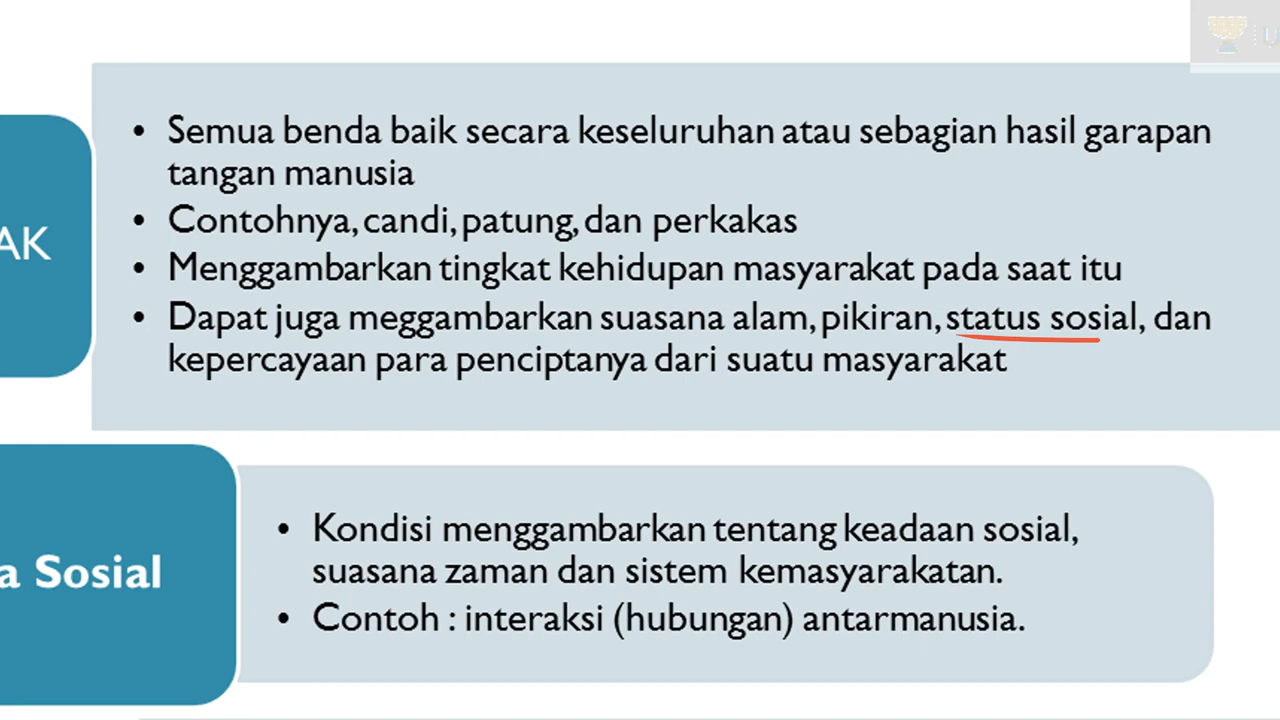 • Semua benda baik secara keseluruhan atau sebagian hasil garapan
tangan manusia
• Contohnya, candi, patung, dan perkakas
• Menggambarkan tingkat kehidupan masyarakat pada saat itu
• Dapat juga meggambarkan suasana alam, pikiran, status sosial, dan
kepercayaan para penciptanya dari suatu masyarakat
AK
• Kondisi menggambarkan tentang keadaan sosial,
suasana zaman dan sistem kemasyarakatan.
• Contoh : interaksi (hubungan) antarmanusia.
a Sosial